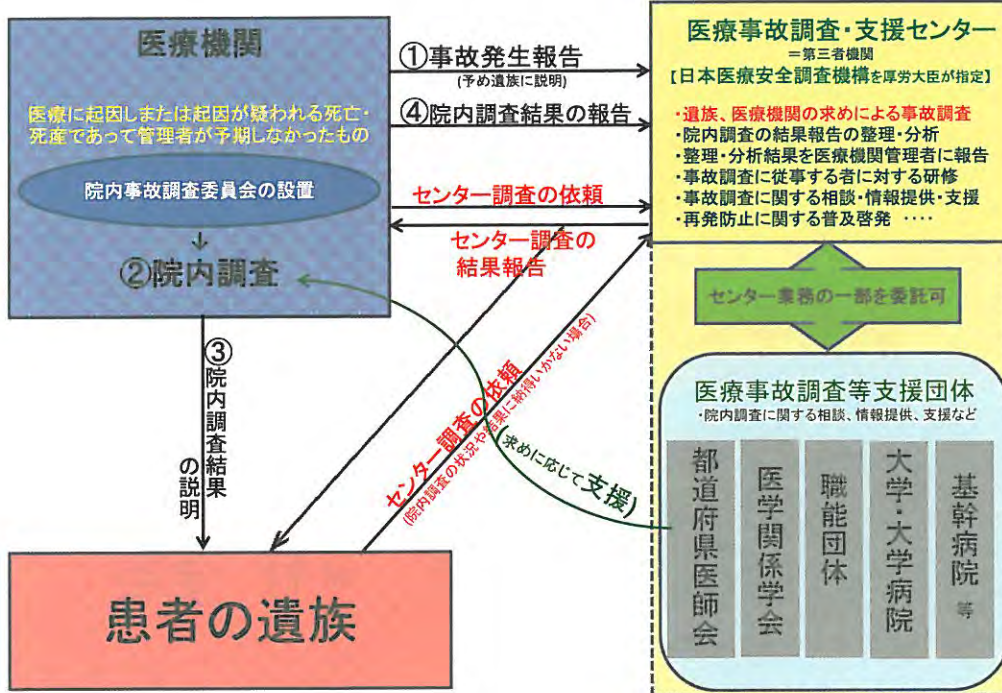 医療機関
医療に起因しまたは起因が疑われる死亡・
死産であって管理者が予期しなかったもの
院内事故調査委員会の設置
②院内調査
①事故発生報告
(予め遺族に説明)
④院内調査結果の報告
センター調査の依頼
センター調査の
結果報告
医療事故調査・支援センター
＝第三者機関
【日本医療安全調査機構を厚労大臣が指定】
・遺族、医療機関の求めによる事故調査
・院内調査の結果報告の整理・分析
・整理・分析結果を医療機関管理者に報告
・事故調査に従事する者に対する研修
・事故調査に関する相談・情報提供・支援
・再発防止に関する普及啓発 ‥‥
センター業務の一部を委託可
③院内調査結果
の説明
センター調査の依頼
(院内調査の状況や結果に納得いかない場合)
(求めに応じて支援)
医療事故調査等支援団体
・院内調査に関する相談、情報提供、支援など
都道府県医師会
医学関係学会
職能団体
大学・大学病院
基幹病院 等
患者の遺族